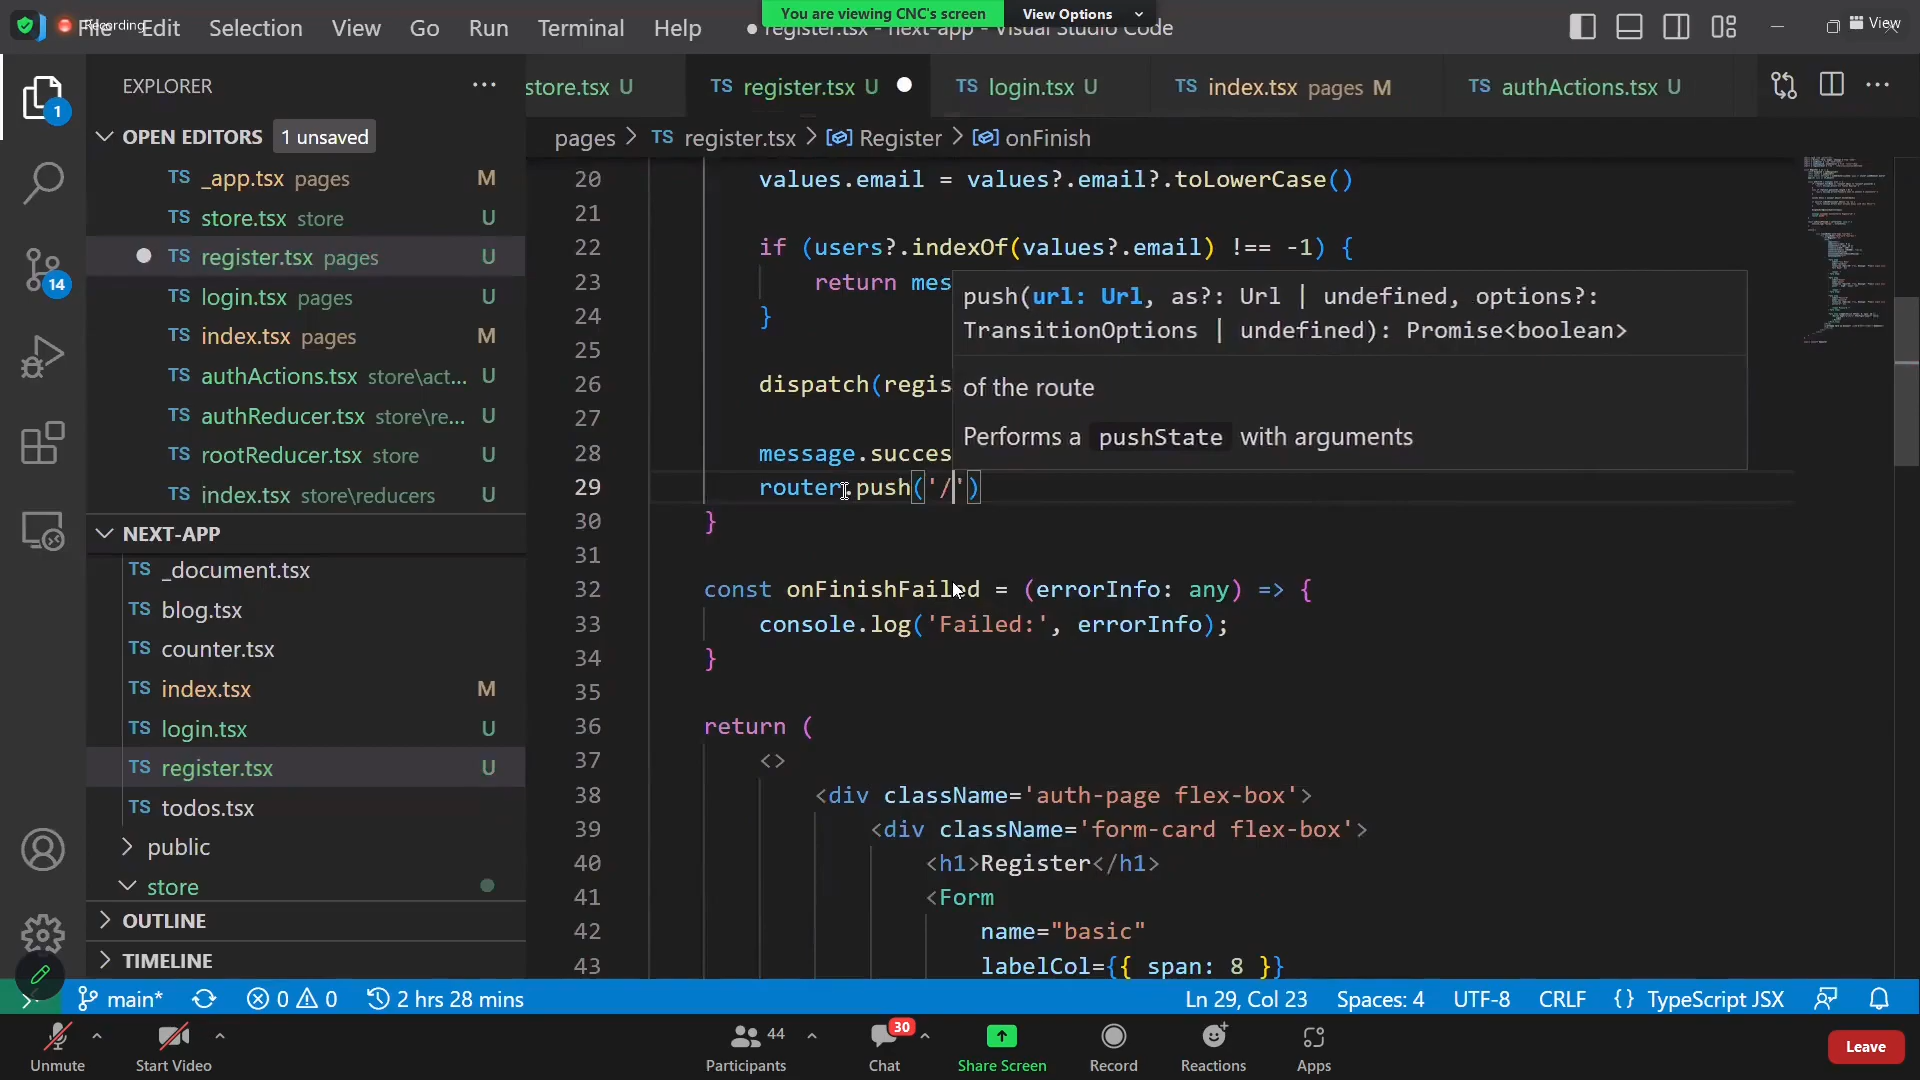 You are viewing CNC's screen
View Options
Recording
File Edit Selection View Go Run Terminal Help
● register.tsx - next-app - Visual Studio Code
View
EXPLORER
OPEN EDITORS 1 unsaved
TS _app.tsx pages M
TS store.tsx store U
TS register.tsx pages U
TS login.tsx pages U
TS index.tsx pages M
TS authActions.tsx store\act... U
TS authReducer.tsx store\re... U
TS rootReducer.tsx store U
TS index.tsx store\reducers U
NEXT-APP
TS _document.tsx
TS blog.tsx
TS counter.tsx
TS index.tsx M
TS login.tsx U
TS register.tsx U
TS todos.tsx
public
store
OUTLINE
TIMELINE
1
14
store.tsx U
TS register.tsx U
TS login.tsx U
TS index.tsx pages M
TS authActions.tsx U
pages > TS register.tsx > Register > onFinish
20 values.email = values?.email?.toLowerCase()
21
22 if (users?.indexOf(values?.email) !== -1) {
23 return mes
24 }
25
26 dispatch(regis
27
28 message.succes
29 router.push('/')
30 }
31
32 const onFinishFailed = (errorInfo: any) => {
33 console.log('Failed:', errorInfo);
34 }
35
36 return (
37 <>
38 <div className='auth-page flex-box'>
39 <div className='form-card flex-box'>
40 <h1>Register</h1>
41 <Form
42 name="basic"
43 labelCol={{ span: 8 }}
push(url: Url, as?: Url | undefined, options?:
TransitionOptions | undefined): Promise<boolean>
of the route
Performs a pushState with arguments
main* 0 0 2 hrs 28 mins
Ln 29, Col 23 Spaces: 4 UTF-8 CRLF {} TypeScript JSX
Unmute
Start Video
44
Participants
30
Chat
Share Screen
Record
Reactions
Apps
Leave